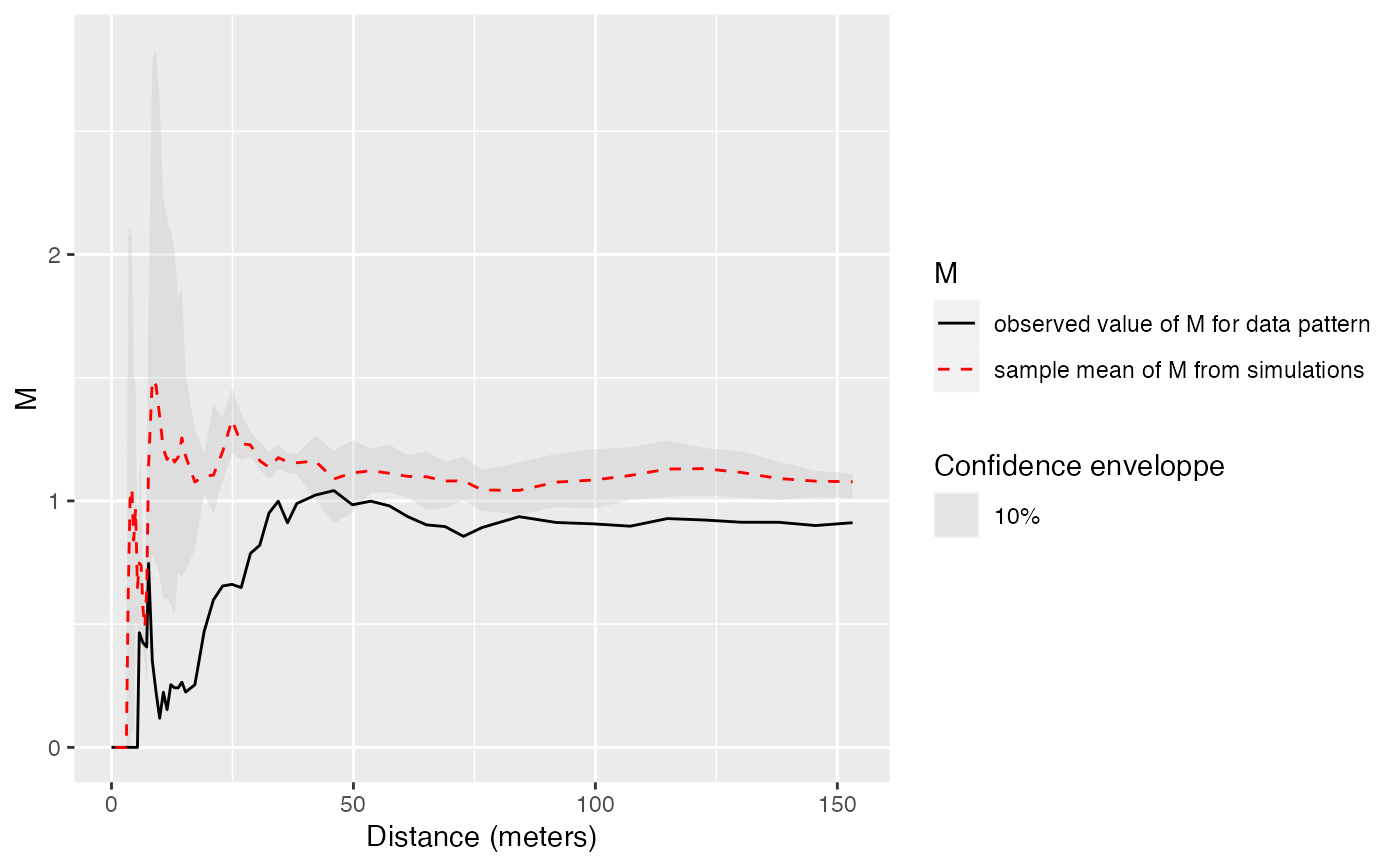 2
1
0
M
0
50
100
150
Distance (meters)
M
observed value of M for data pattern
sample mean of M from simulations
Confidence enveloppe
10%